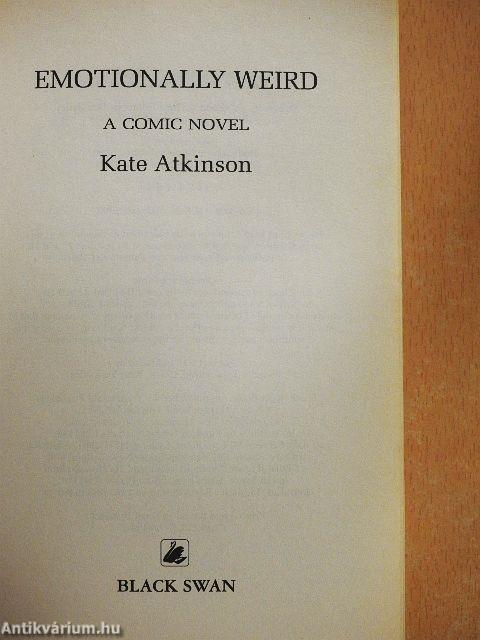 EMOTIONALLY WEIRD
A COMIC NOVEL
Kate Atkinson
BLACK SWAN
Antikvárium.hu